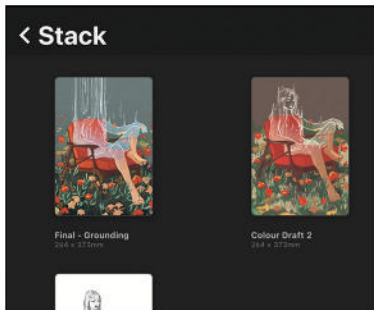 Stack
Final - Grounding
264 x 373mm
Colour Draft 2
264 x 373mm